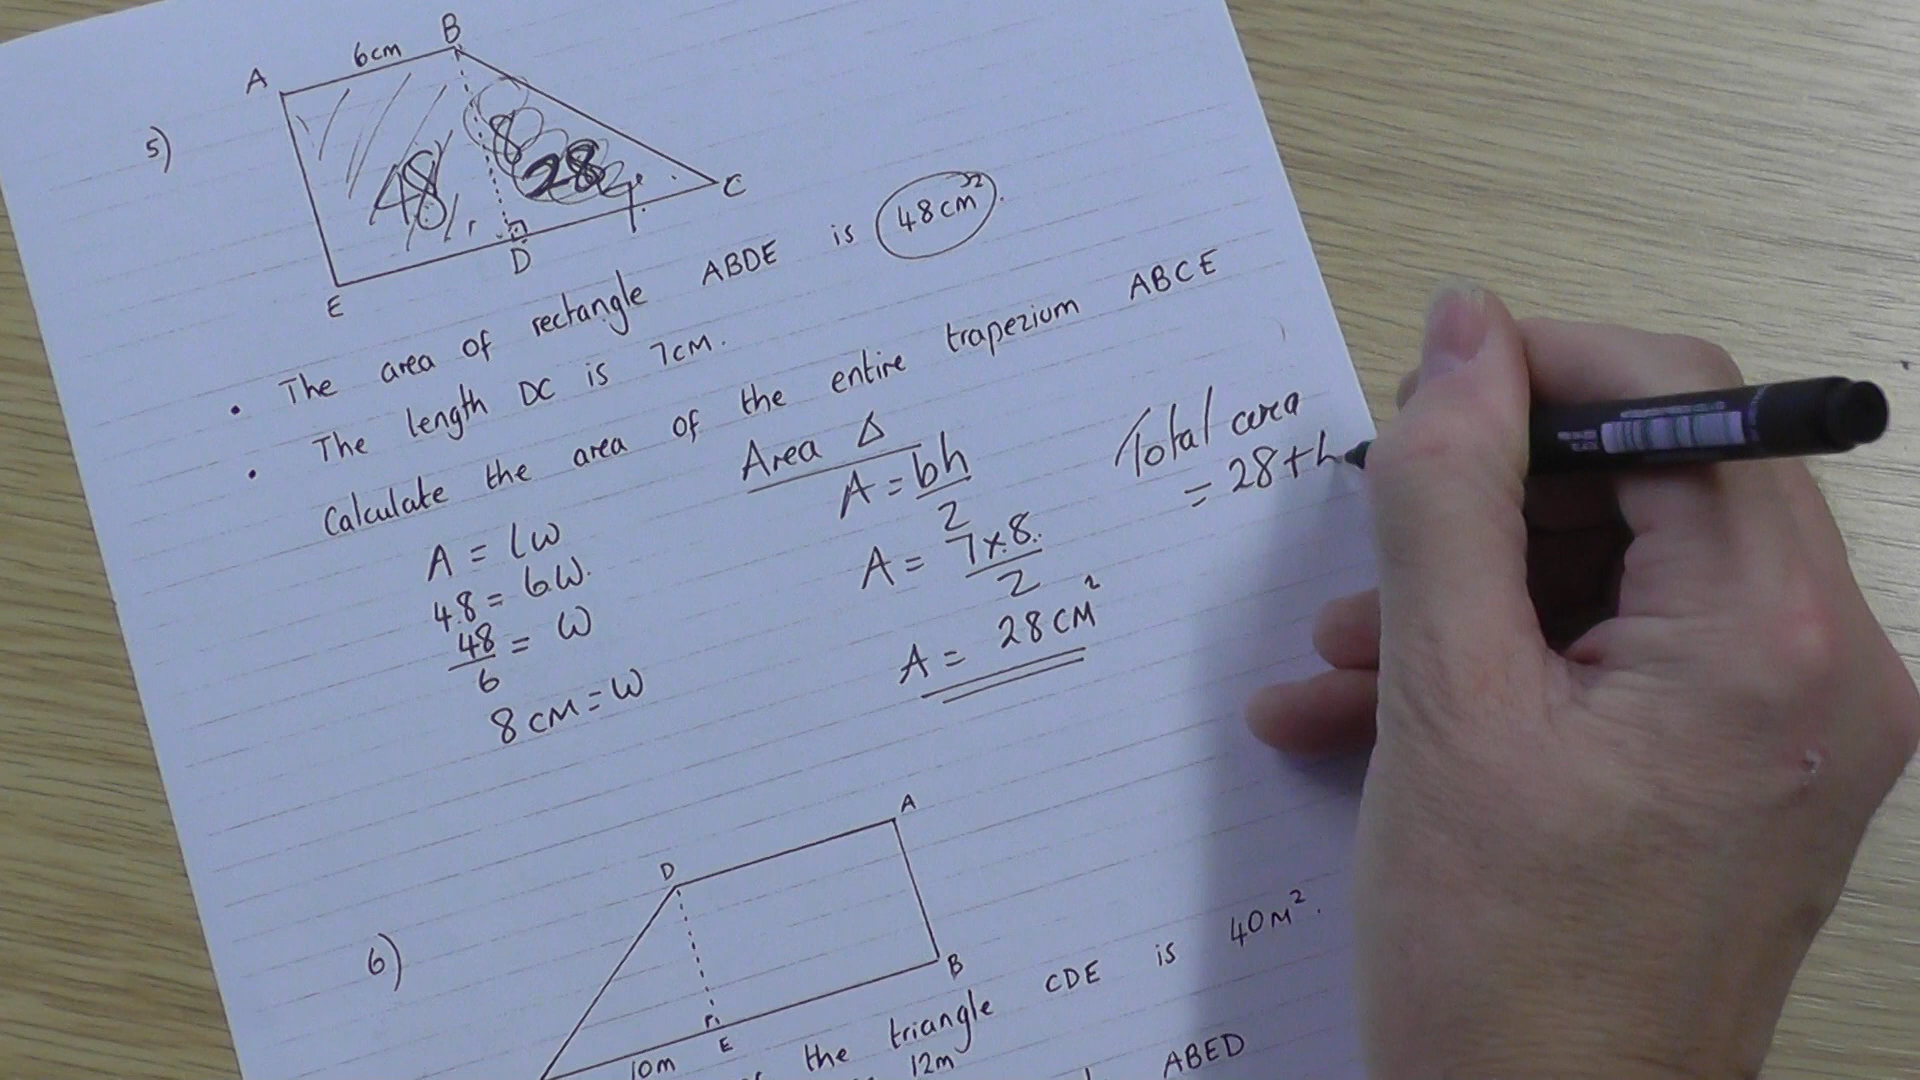 B
6cm
A
5)
48
8
28
7
C
D
E
• The area of rectangle ABDE is 48cm².
• The length DC is 7cm.
Calculate the area of the entire trapezium ABCE
A = lw
48 = 6w.
48/6 = w
8cm = w
Area Δ
A = bh/2
A = 7×8/2
A = 28cm²
Total area
= 28+
6)
D
A
B
E
10m
the triangle CDE is 40m².
12m
ABED